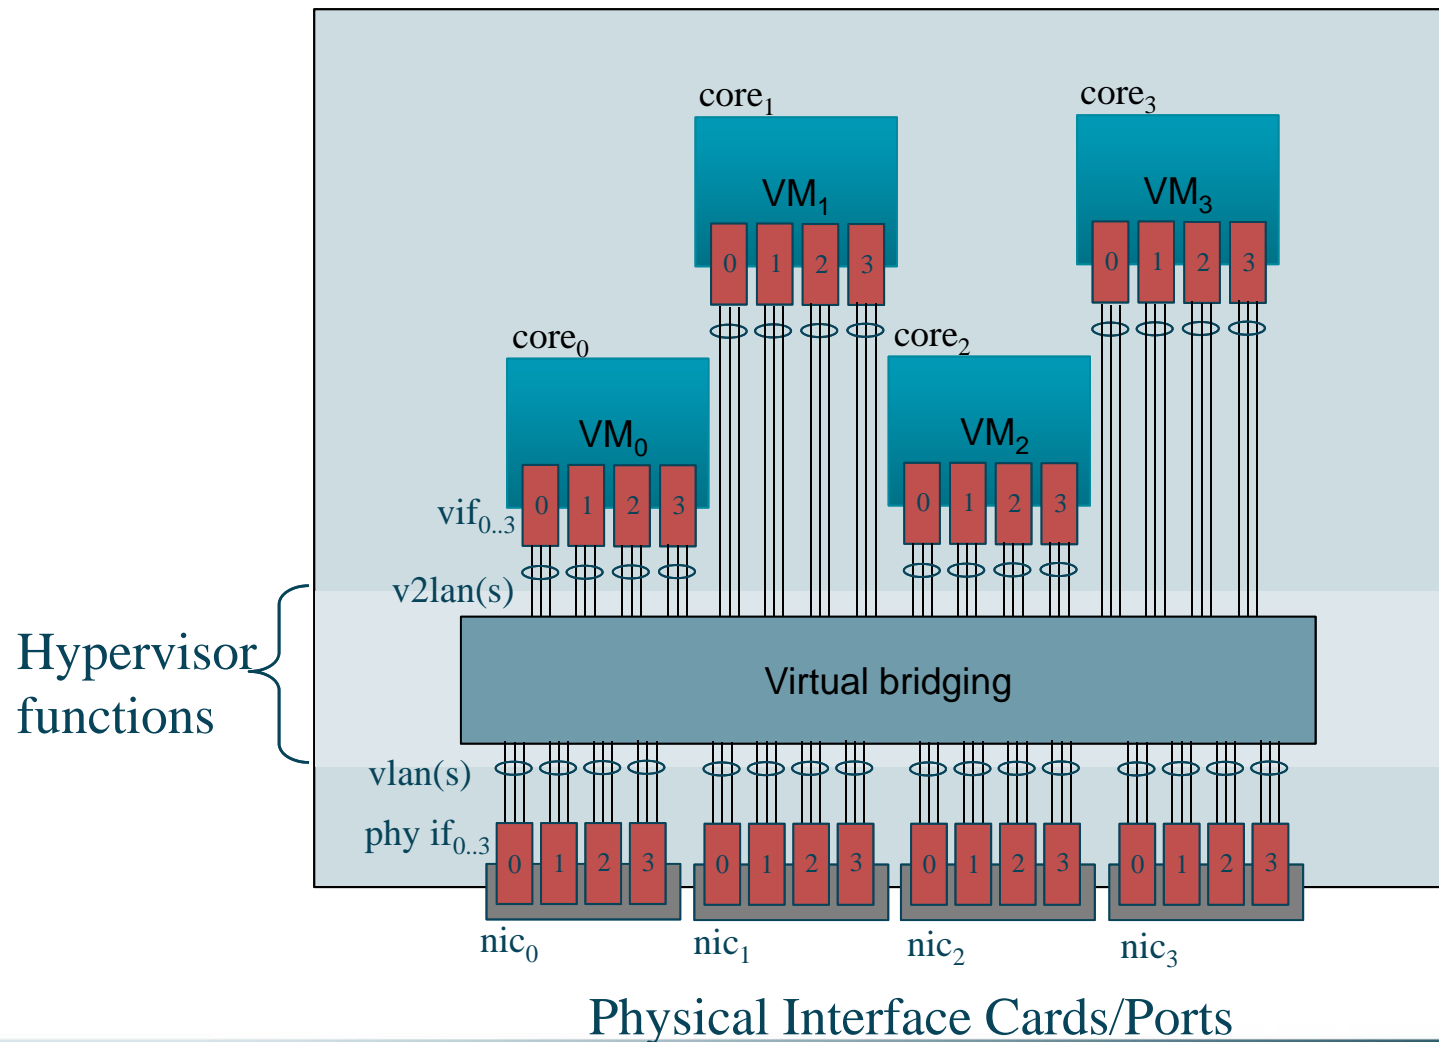 core₁ core₃
VM₁ VM₃
0 1 2 3 0 1 2 3
core₀ core₂
VM₀ VM₂
vif₀..₃ 0 1 2 3 0 1 2 3
v2lan(s)
Hypervisor
functions
Virtual bridging
vlan(s)
phy if₀..₃ 0 1 2 3 0 1 2 3 0 1 2 3 0 1 2 3
nic₀ nic₁ nic₂ nic₃
Physical Interface Cards/Ports